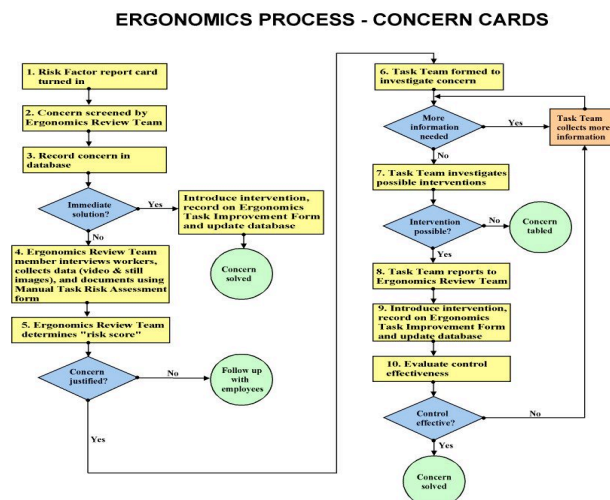 ERGONOMICS PROCESS - CONCERN CARDS
1. Risk Factor report card
turned in
2. Concern screened by
Ergonomics Review Team
3. Record concern in
database
Immediate
solution?
Yes
Introduce intervention,
record on Ergonomics
Task Improvement Form
and update database
Concern
solved
No
4. Ergonomics Review Team
member interviews workers,
collects data (video & still
images), and documents using
Manual Task Risk Assessment
form
5. Ergonomics Review Team
determines "risk score"
Concern
justified?
No
Follow up
with
employees
Yes
6. Task Team formed to
investigate concern
More
information
needed
Yes
Task Team
collects more
information
No
7. Task Team investigates
possible interventions
Intervention
possible?
No
Concern
tabled
Yes
8. Task Team reports to
Ergonomics Review Team
9. Introduce intervention,
record on Ergonomics
Task Improvement Form
and update database
10. Evaluate control
effectiveness
Control
effective?
No
Yes
Concern
solved